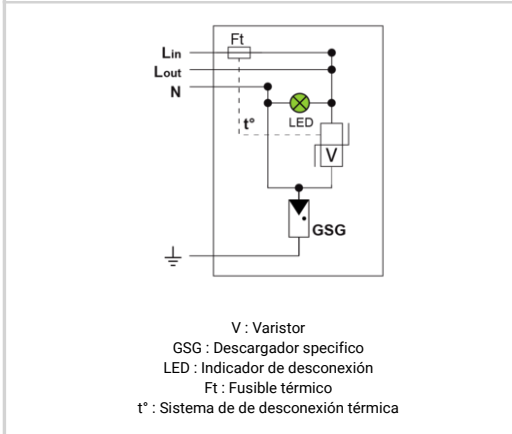 Ft
Lin
Lout
N
LED
t°
V
GSG
V : Varistor
GSG : Descargador specifico
LED : Indicador de desconexión
Ft : Fusible térmico
t° : Sistema de de desconexión térmica